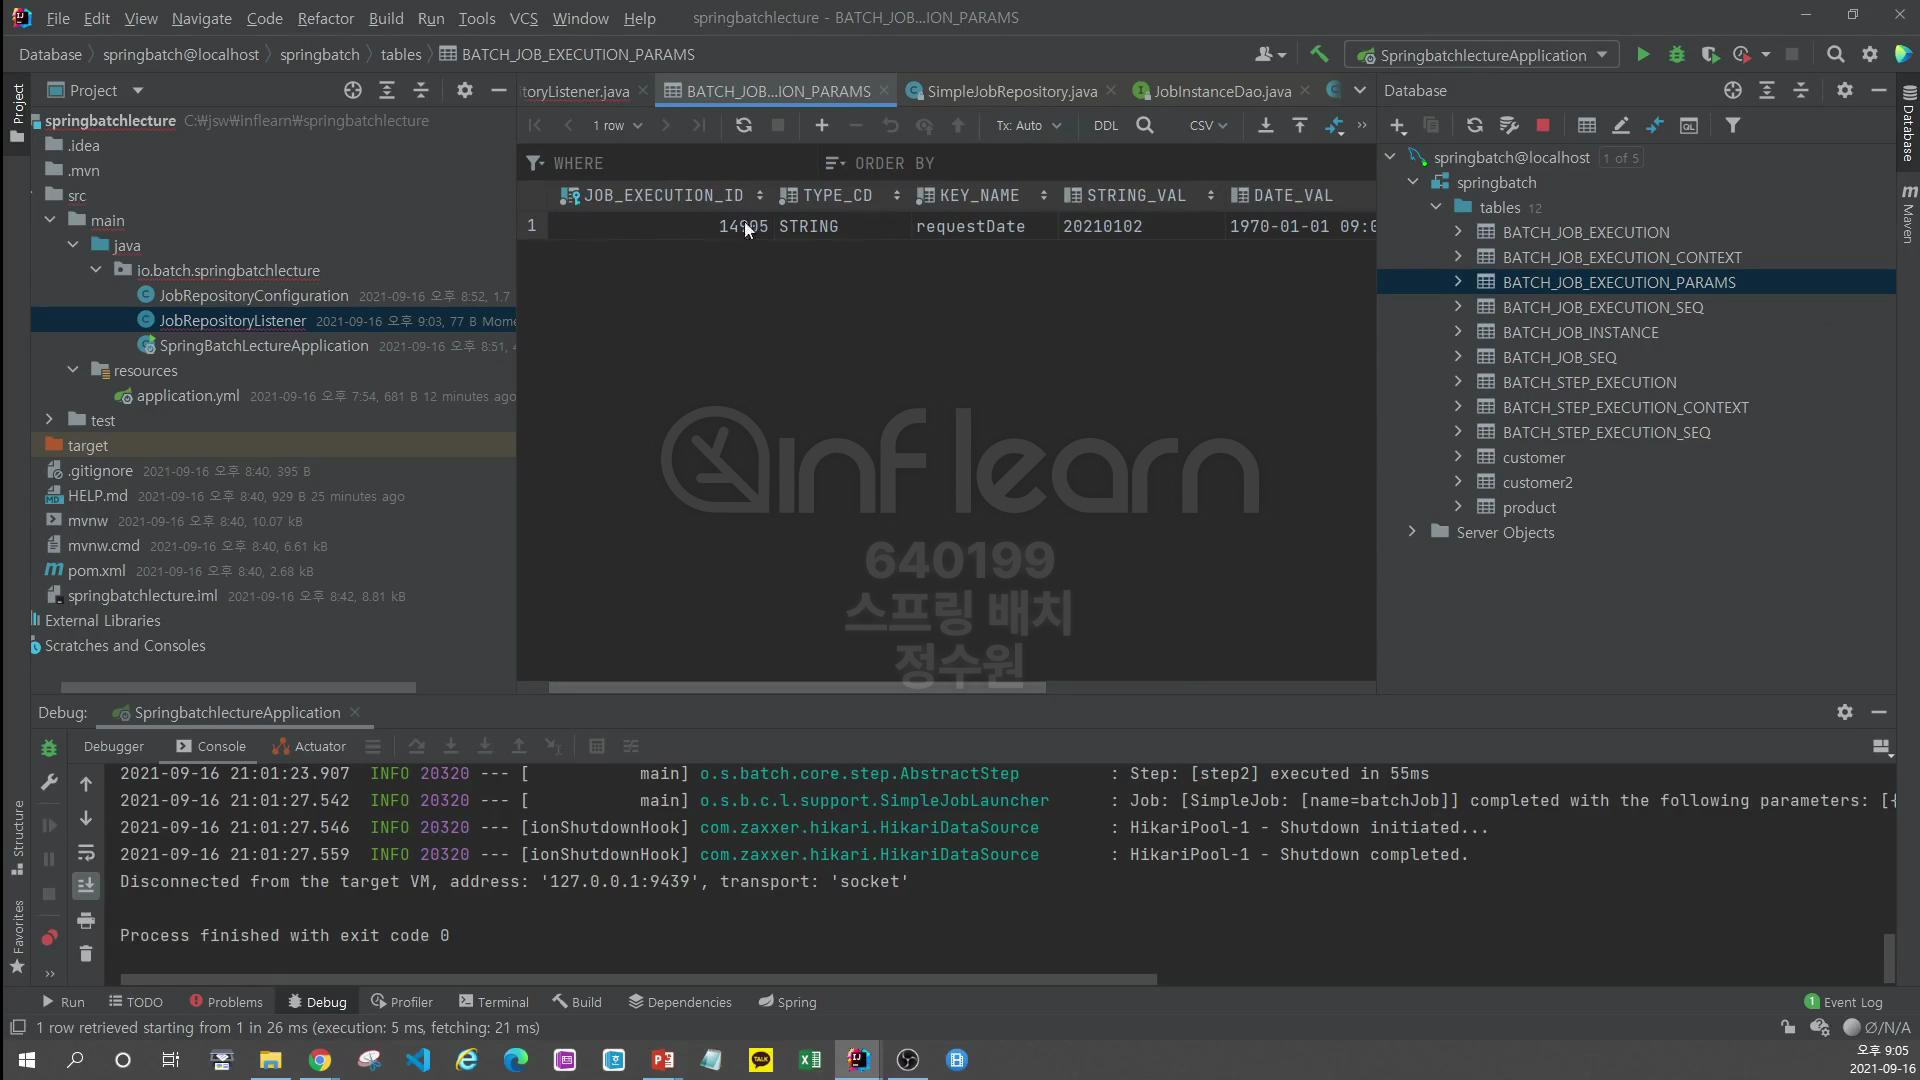 File Edit View Navigate Code Refactor Build Run Tools VCS Window Help springbatchlecture - BATCH_JOB...ION_PARAMS
Database springbatch@localhost springbatch tables BATCH_JOB_EXECUTION_PARAMS SpringbatchlectureApplication
Project
springbatchlecture C:₩jsw₩inflearn₩springbatchlecture
.idea
.mvn
src
main
java
io.batch.springbatchlecture
JobRepositoryConfiguration 2021-09-16 오후 8:52, 1.7
JobRepositoryListener 2021-09-16 오후 9:03, 77 B Mome
SpringBatchLectureApplication 2021-09-16 오후 8:51, 4
resources
application.yml 2021-09-16 오후 7:54, 681 B 12 minutes ago
test
target
.gitignore 2021-09-16 오후 8:40, 395 B
HELP.md 2021-09-16 오후 8:40, 929 B 25 minutes ago
mvnw 2021-09-16 오후 8:40, 10.07 kB
mvnw.cmd 2021-09-16 오후 8:40, 6.61 kB
pom.xml 2021-09-16 오후 8:40, 2.68 kB
springbatchlecture.iml 2021-09-16 오후 8:42, 8.81 kB
External Libraries
Scratches and Consoles
toryListener.java BATCH_JOB...ION_PARAMS SimpleJobRepository.java JobInstanceDao.java
1 row Tx: Auto DDL CSV
WHERE ORDER BY
JOB_EXECUTION_ID TYPE_CD KEY_NAME STRING_VAL DATE_VAL
1 14905 STRING requestDate 20210102 1970-01-01 09:0
inflearn
640199
스프링 배치
정수원
Database
springbatch@localhost 1 of 5
springbatch
tables 12
BATCH_JOB_EXECUTION
BATCH_JOB_EXECUTION_CONTEXT
BATCH_JOB_EXECUTION_PARAMS
BATCH_JOB_EXECUTION_SEQ
BATCH_JOB_INSTANCE
BATCH_JOB_SEQ
BATCH_STEP_EXECUTION
BATCH_STEP_EXECUTION_CONTEXT
BATCH_STEP_EXECUTION_SEQ
customer
customer2
product
Server Objects
Project
Structure
Favorites
Database
Maven
Debug: SpringbatchlectureApplication
Debugger Console Actuator
2021-09-16 21:01:23.907 INFO 20320 --- [ main] o.s.batch.core.step.AbstractStep : Step: [step2] executed in 55ms
2021-09-16 21:01:27.542 INFO 20320 --- [ main] o.s.b.c.l.support.SimpleJobLauncher : Job: [SimpleJob: [name=batchJob]] completed with the following parameters: [{
2021-09-16 21:01:27.546 INFO 20320 --- [ionShutdownHook] com.zaxxer.hikari.HikariDataSource : HikariPool-1 - Shutdown initiated...
2021-09-16 21:01:27.559 INFO 20320 --- [ionShutdownHook] com.zaxxer.hikari.HikariDataSource : HikariPool-1 - Shutdown completed.
Disconnected from the target VM, address: '127.0.0.1:9439', transport: 'socket'
Process finished with exit code 0
Run TODO Problems Debug Profiler Terminal Build Dependencies Spring 1 Event Log
1 row retrieved starting from 1 in 26 ms (execution: 5 ms, fetching: 21 ms) Ø/N/A
오후 9:05
2021-09-16